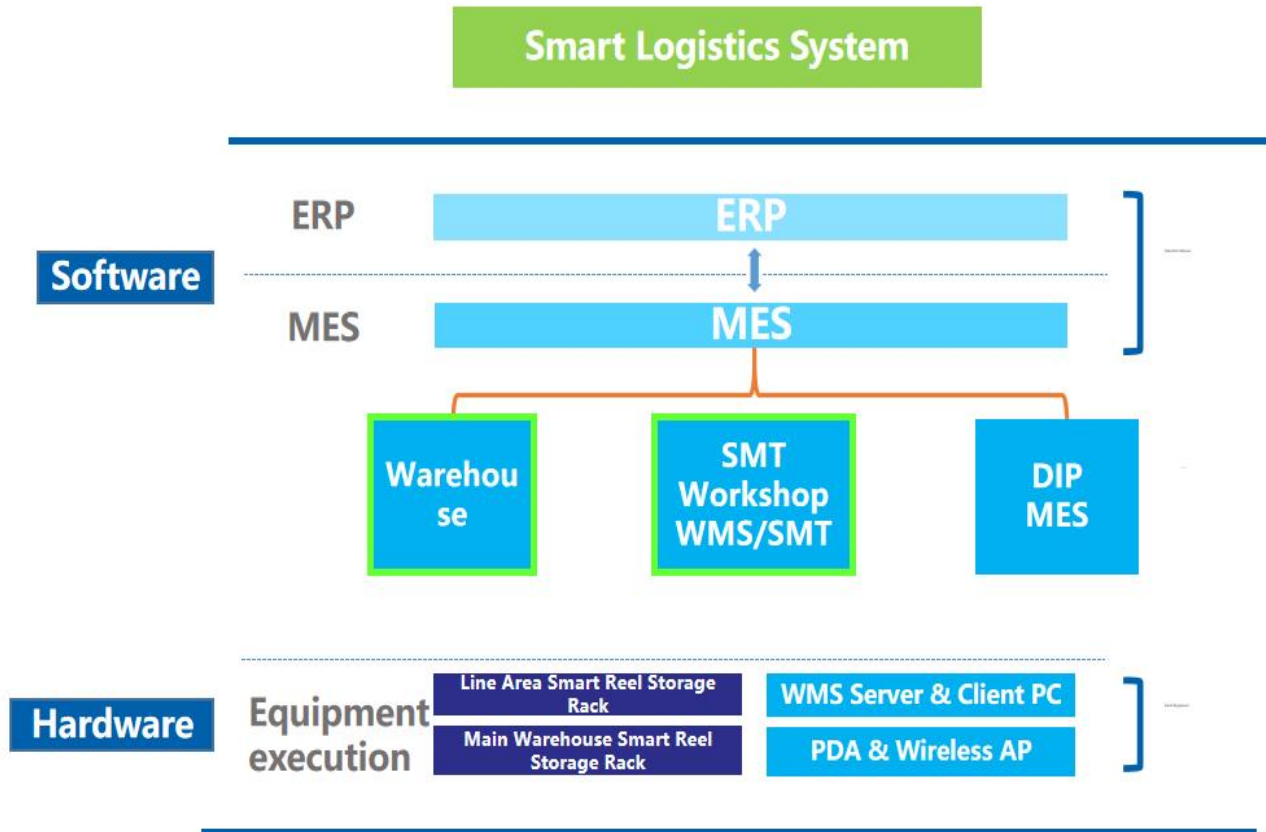 Smart Logistics System
ERP
ERP
Software
MES
MES
Warehou
se
SMT
Workshop
WMS/SMT
DIP
MES
Hardware
Equipment
execution
Line Area Smart Reel Storage
Rack
WMS Server & Client PC
Main Warehouse Smart Reel
Storage Rack
PDA & Wireless AP